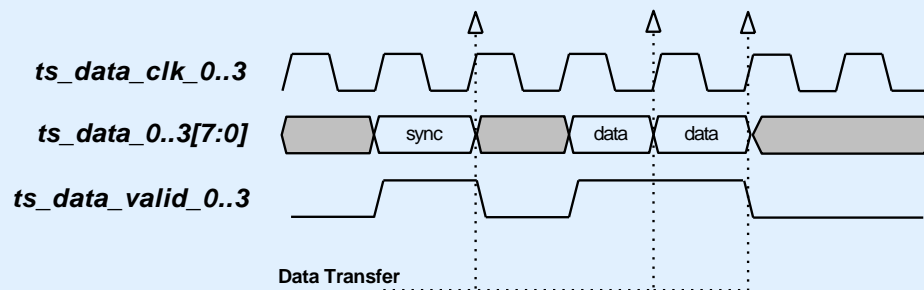 ts_data_clk_0..3
ts_data_0..3[7:0]
sync
data
data
ts_data_valid_0..3
Data Transfer